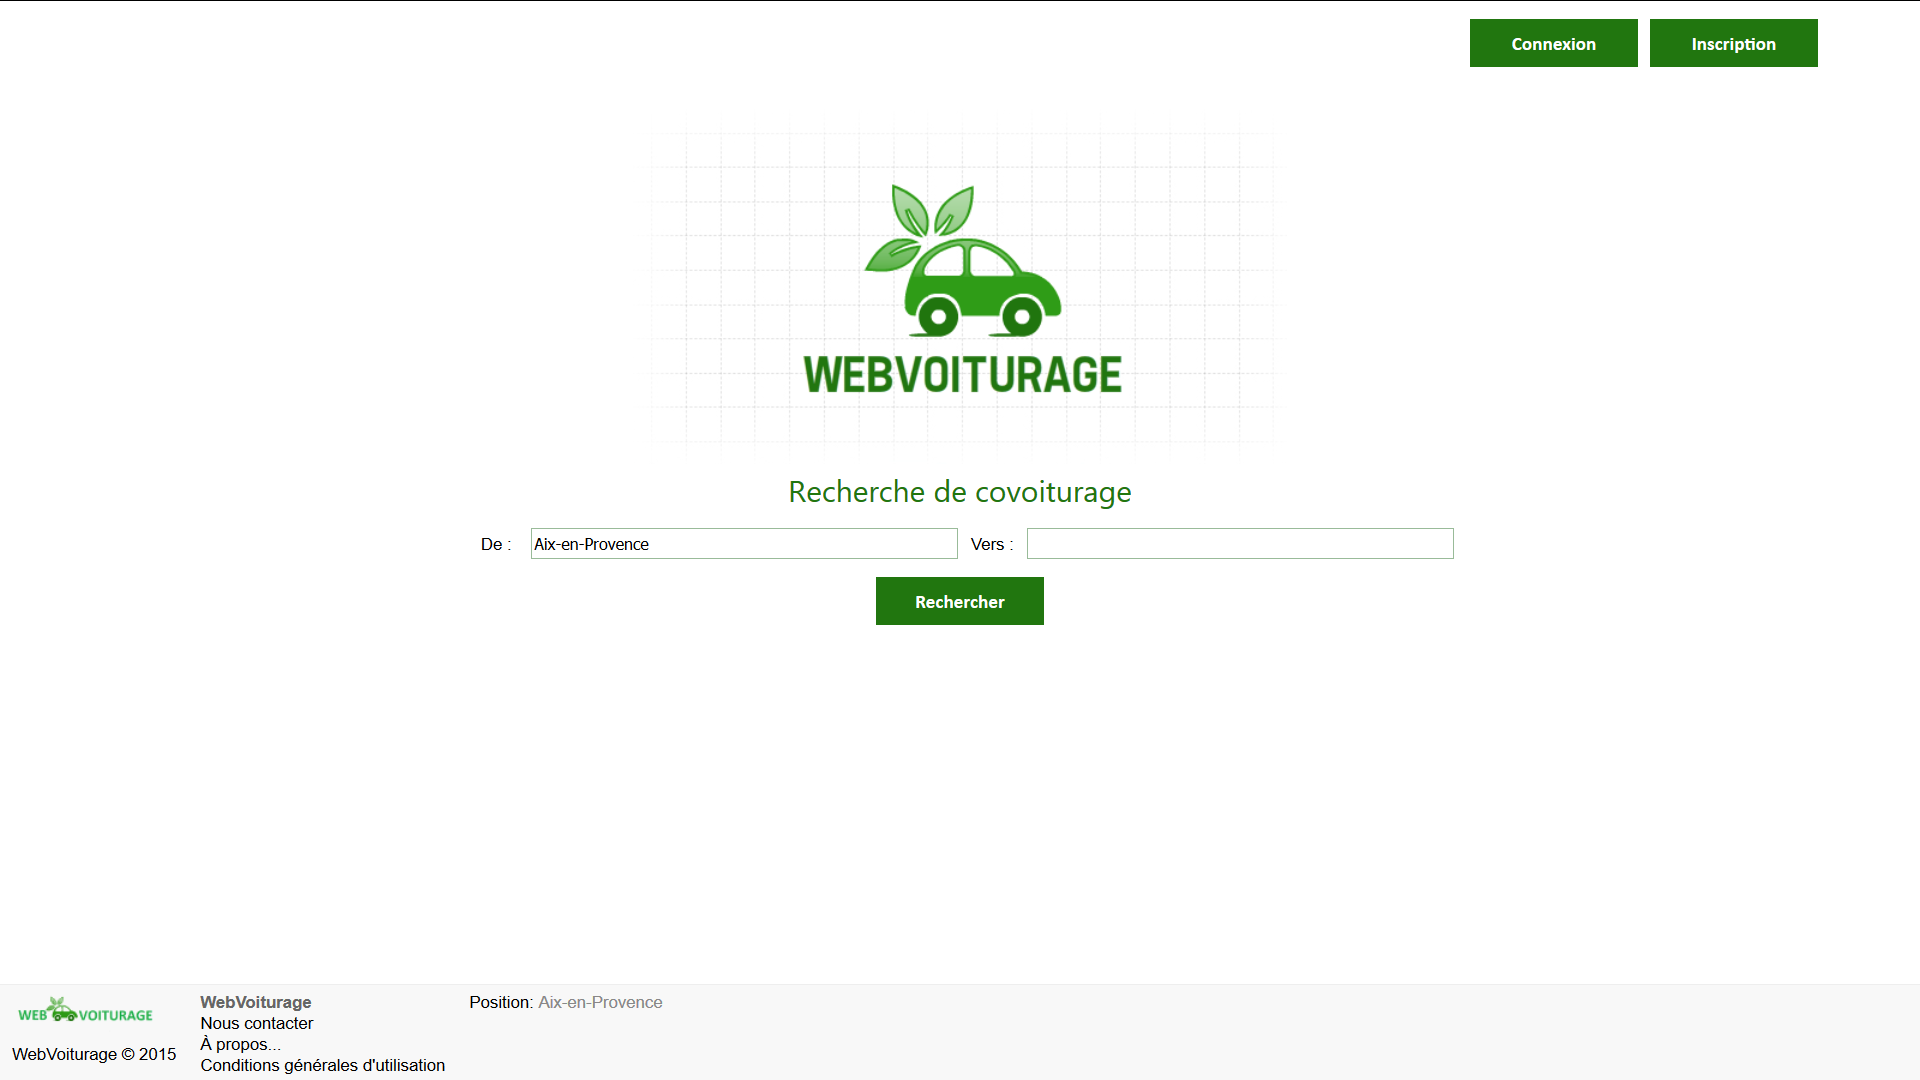 Connexion
Inscription
WEBVOITURAGE
Recherche de covoiturage
De : Aix-en-Provence Vers :
Rechercher
WEB VOITURAGE
WebVoiturage © 2015
WebVoiturage
Nous contacter
À propos...
Conditions générales d'utilisation
Position: Aix-en-Provence